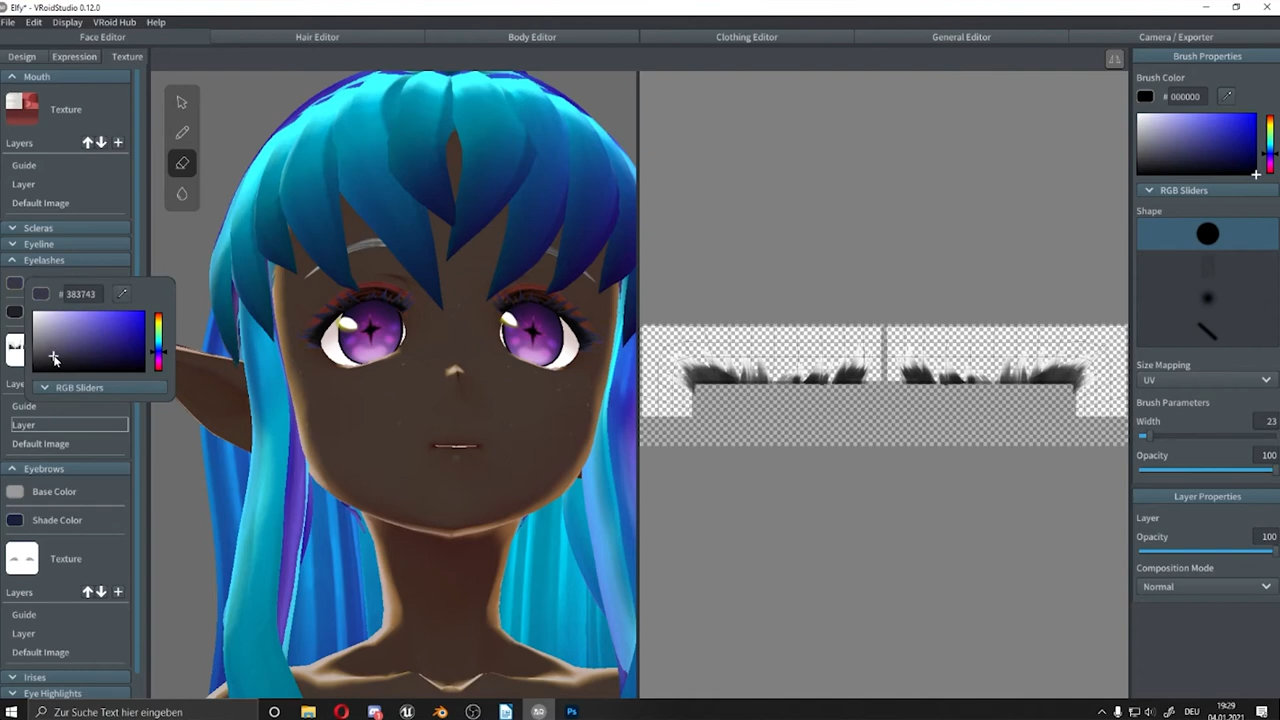 Elfy* - VRoidStudio 0.12.0
File Edit Display VRoid Hub Help
Face Editor Hair Editor Body Editor Clothing Editor General Editor Camera / Exporter
Design Expression Texture
Mouth
Texture
Layers
Guide
Layer
Default Image
Scleras
Eyeline
Eyelashes
# 383743
RGB Sliders
Guide
Layer
Default Image
Eyebrows
Base Color
Shade Color
Texture
Layers
Guide
Layer
Default Image
Irises
Eye Highlights
Brush Properties
Brush Color
# 000000
RGB Sliders
Shape
Size Mapping
UV
Brush Parameters
Width 23
Opacity 100
Layer Properties
Layer
Opacity 100
Composition Mode
Normal
Zur Suche Text hier eingeben
DEU
19:29
04.01.2021